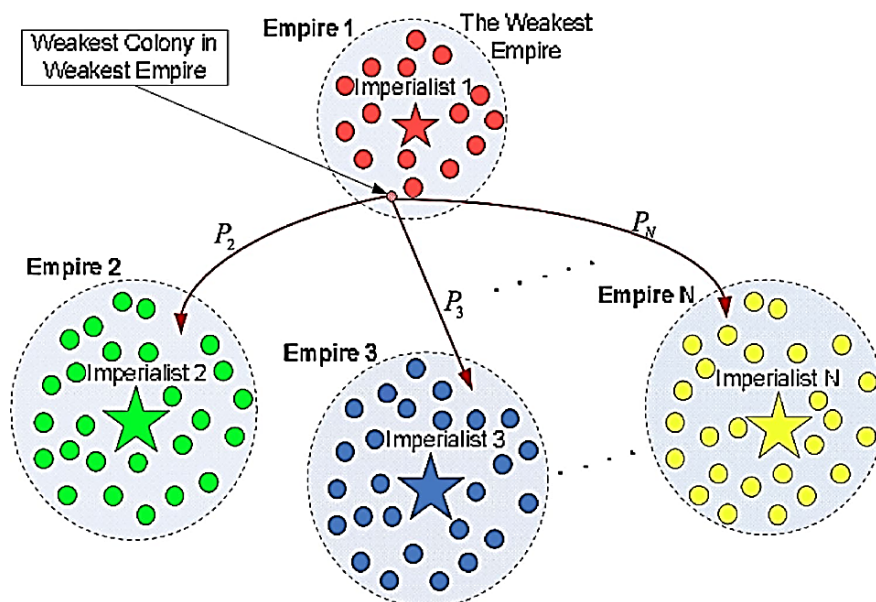 Weakest Colony in
Weakest Empire
Empire 1
The Weakest
Empire
Imperialist 1
P2
P3
PN
Empire 2
Imperialist 2
Empire 3
Imperialist 3
Empire N
Imperialist N